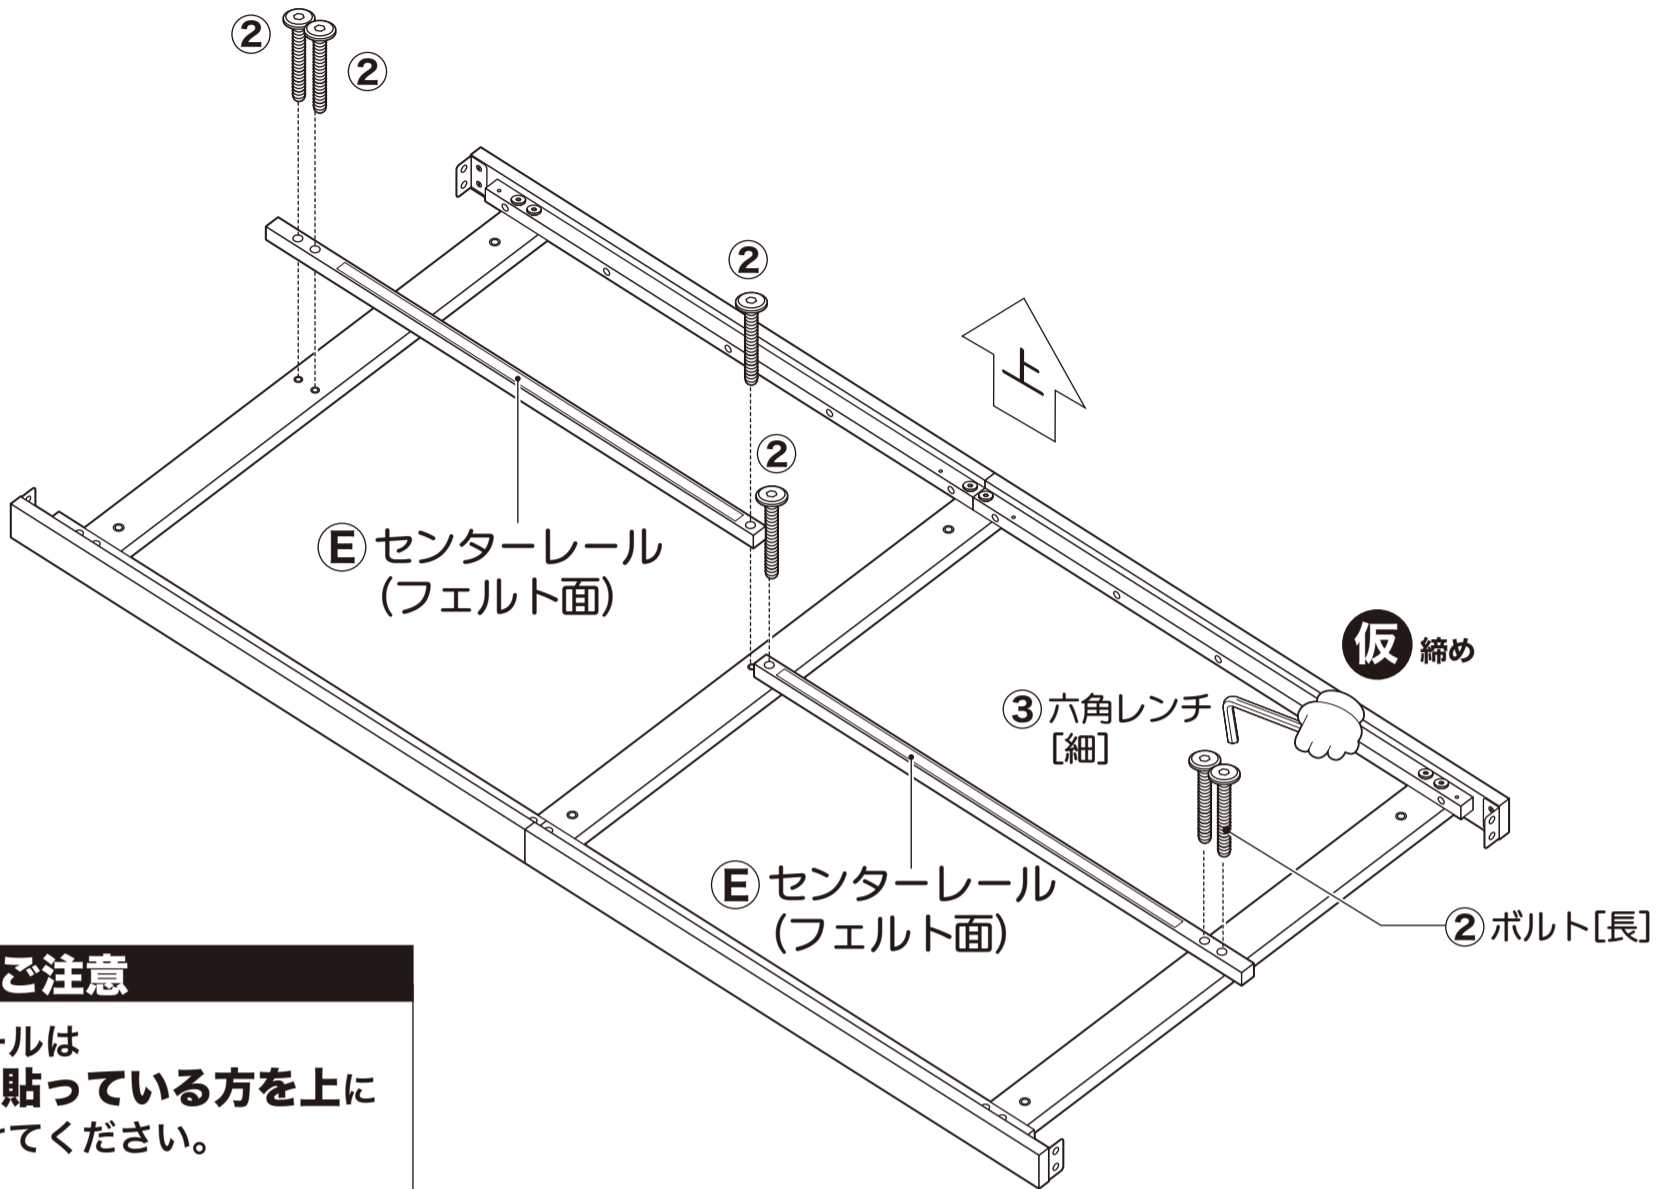 ②
②
②
②
上
Ⓔ センターレール
(フェルト面)
仮 締め
③ 六角レンチ
[細]
Ⓔ センターレール
(フェルト面)
② ボルト[長]
ご注意
ールは
貼っている方を上に
けてください。